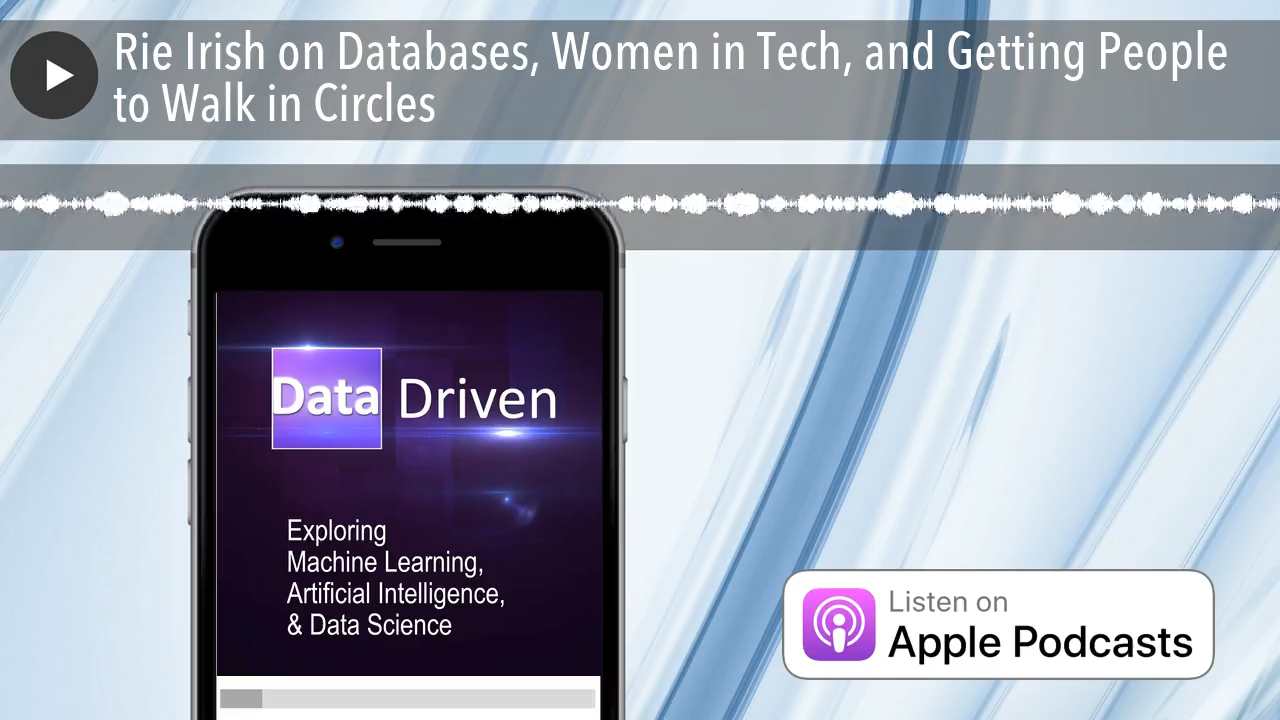 Rie Irish on Databases, Women in Tech, and Getting People
to Walk in Circles
Data Driven
Exploring
Machine Learning,
Artificial Intelligence,
& Data Science
Listen on
Apple Podcasts